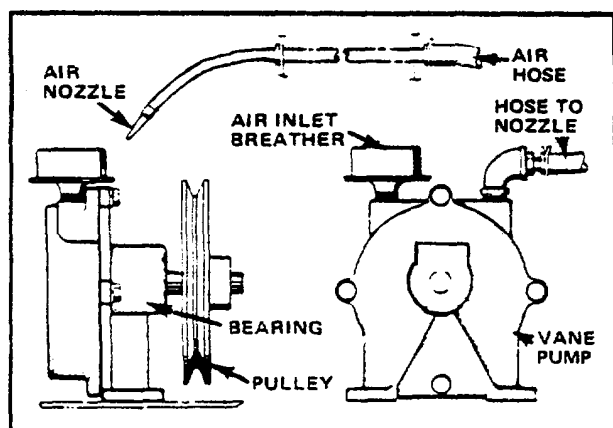 AIR
NOZZLE
AIR
HOSE
AIR INLET
BREATHER
HOSE TO
NOZZLE
BEARING
PULLEY
VANE
PUMP